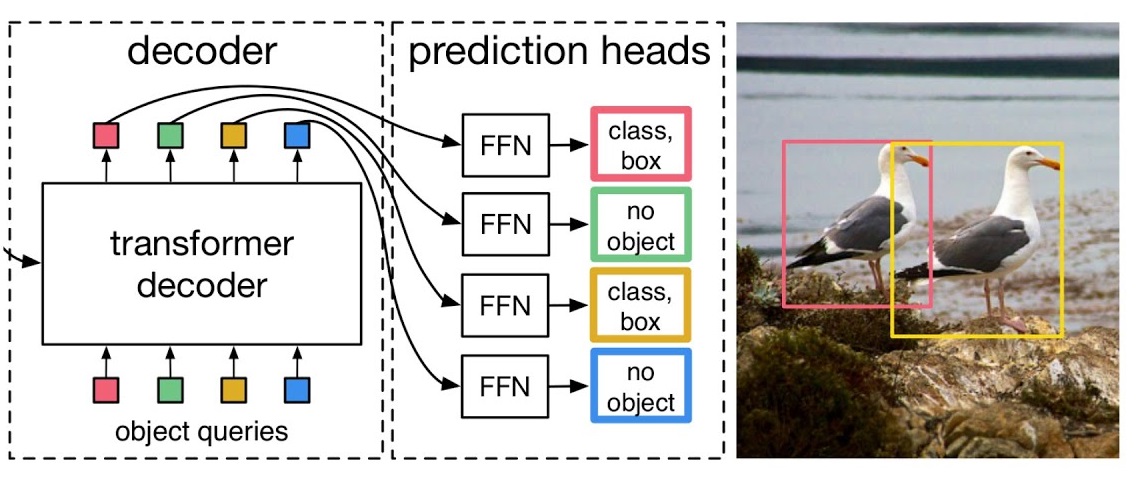 decoder
prediction heads
transformer
decoder
object queries
FFN
class,
box
FFN
no
object
FFN
class,
box
FFN
no
object